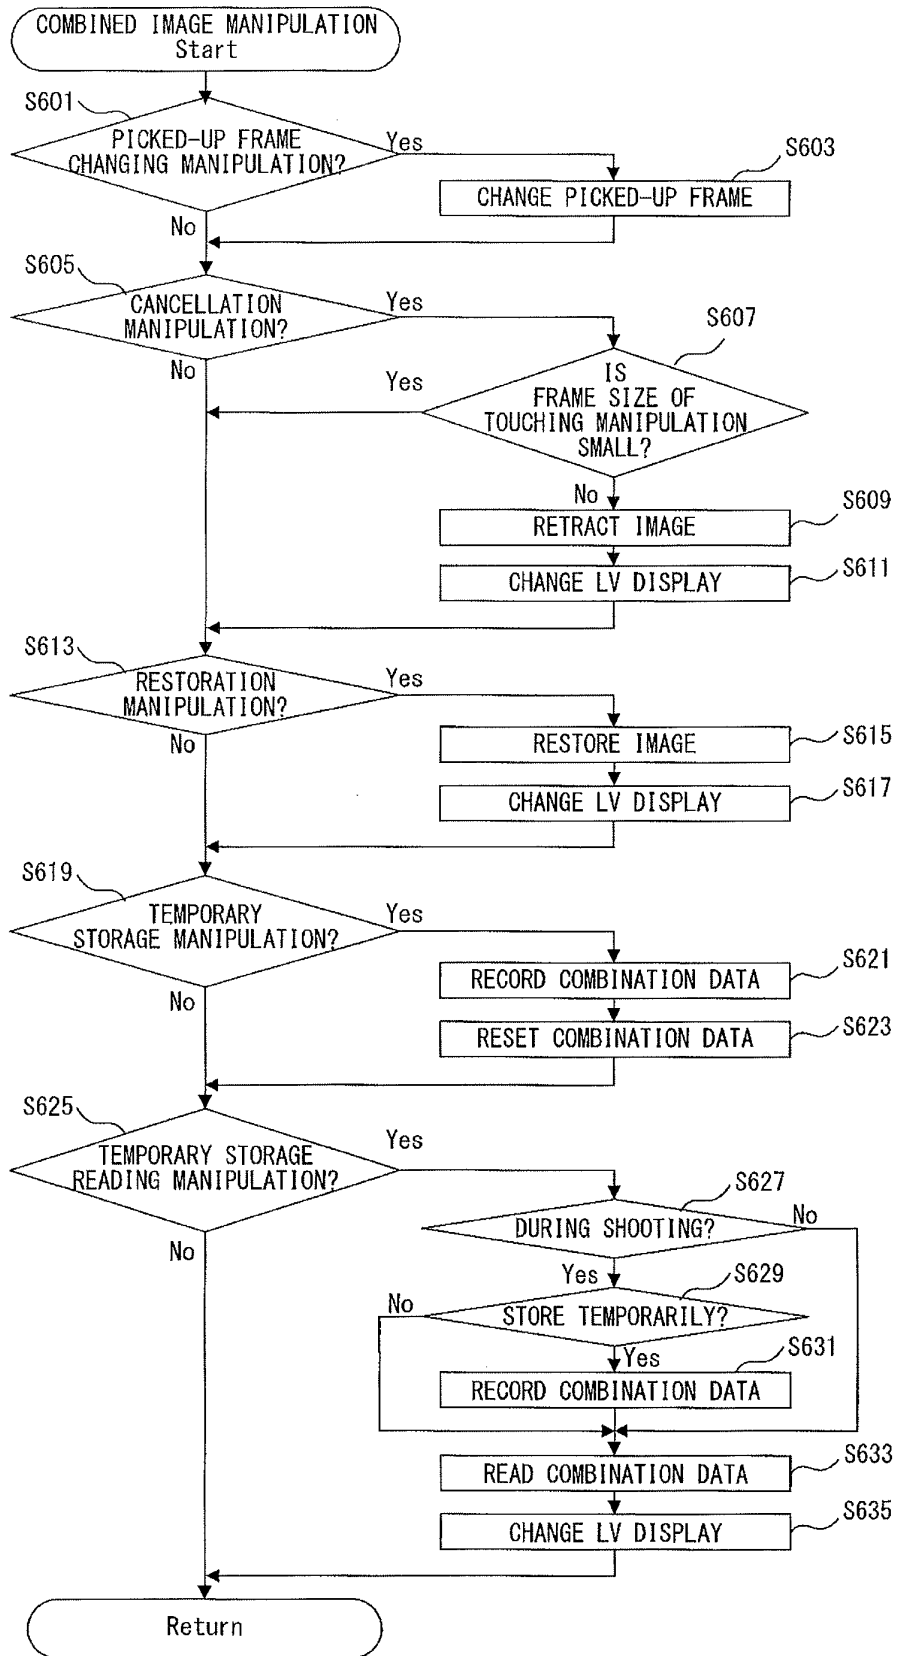 COMBINED IMAGE MANIPULATION
Start
S601
PICKED-UP FRAME
CHANGING MANIPULATION?
Yes
S603
CHANGE PICKED-UP FRAME
No
S605
CANCELLATION
MANIPULATION?
Yes
S607
No
Yes
IS
FRAME SIZE OF
TOUCHING MANIPULATION
SMALL?
No
S609
RETRACT IMAGE
S611
CHANGE LV DISPLAY
S613
RESTORATION
MANIPULATION?
Yes
No
S615
RESTORE IMAGE
S617
CHANGE LV DISPLAY
S619
TEMPORARY
STORAGE MANIPULATION?
Yes
S621
RECORD COMBINATION DATA
No
S623
RESET COMBINATION DATA
S625
TEMPORARY STORAGE
READING MANIPULATION?
Yes
S627
DURING SHOOTING?
No
No
Yes
S629
STORE TEMPORARILY?
No
Yes
S631
RECORD COMBINATION DATA
S633
READ COMBINATION DATA
S635
CHANGE LV DISPLAY
Return